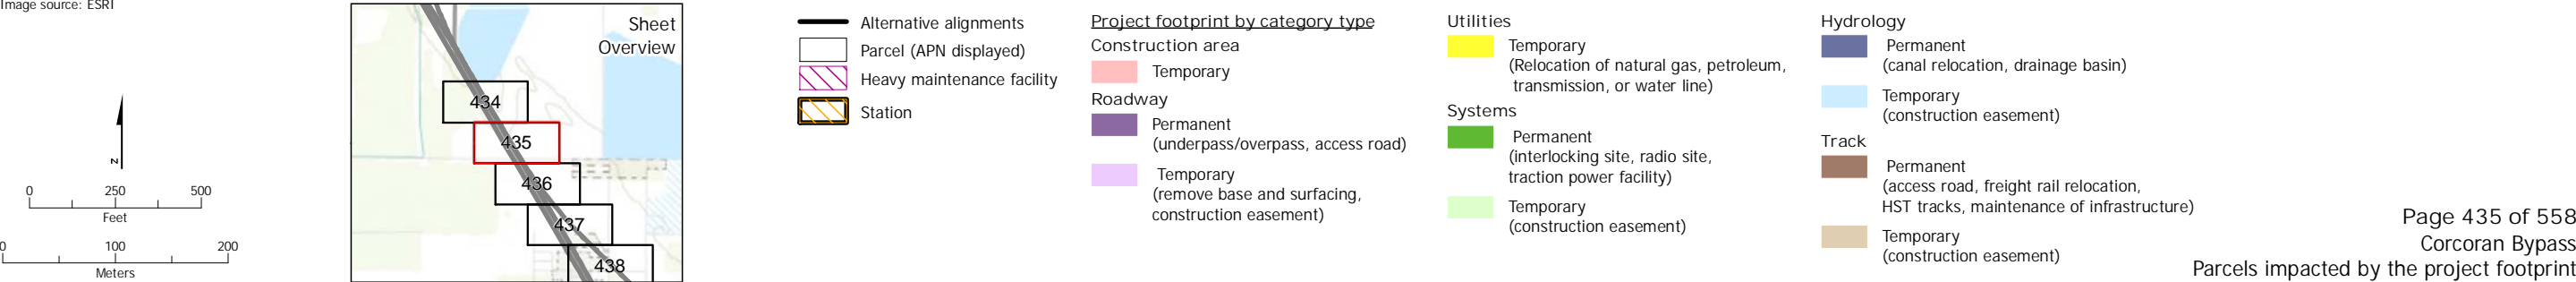 Image source: ESRI
N
0 250 500
Feet
0 100 200
Meters
Sheet
Overview
434
435
436
437
438
Alternative alignments
Parcel (APN displayed)
Heavy maintenance facility
Station
Project footprint by category type
Construction area
Temporary
Roadway
Permanent
(underpass/overpass, access road)
Temporary
(remove base and surfacing,
construction easement)
Utilities
Temporary
(Relocation of natural gas, petroleum,
transmission, or water line)
Systems
Permanent
(interlocking site, radio site,
traction power facility)
Temporary
(construction easement)
Hydrology
Permanent
(canal relocation, drainage basin)
Temporary
(construction easement)
Track
Permanent
(access road, freight rail relocation,
HST tracks, maintenance of infrastructure)
Temporary
(construction easement)
Page 435 of 558
Corcoran Bypass
Parcels impacted by the project footprint